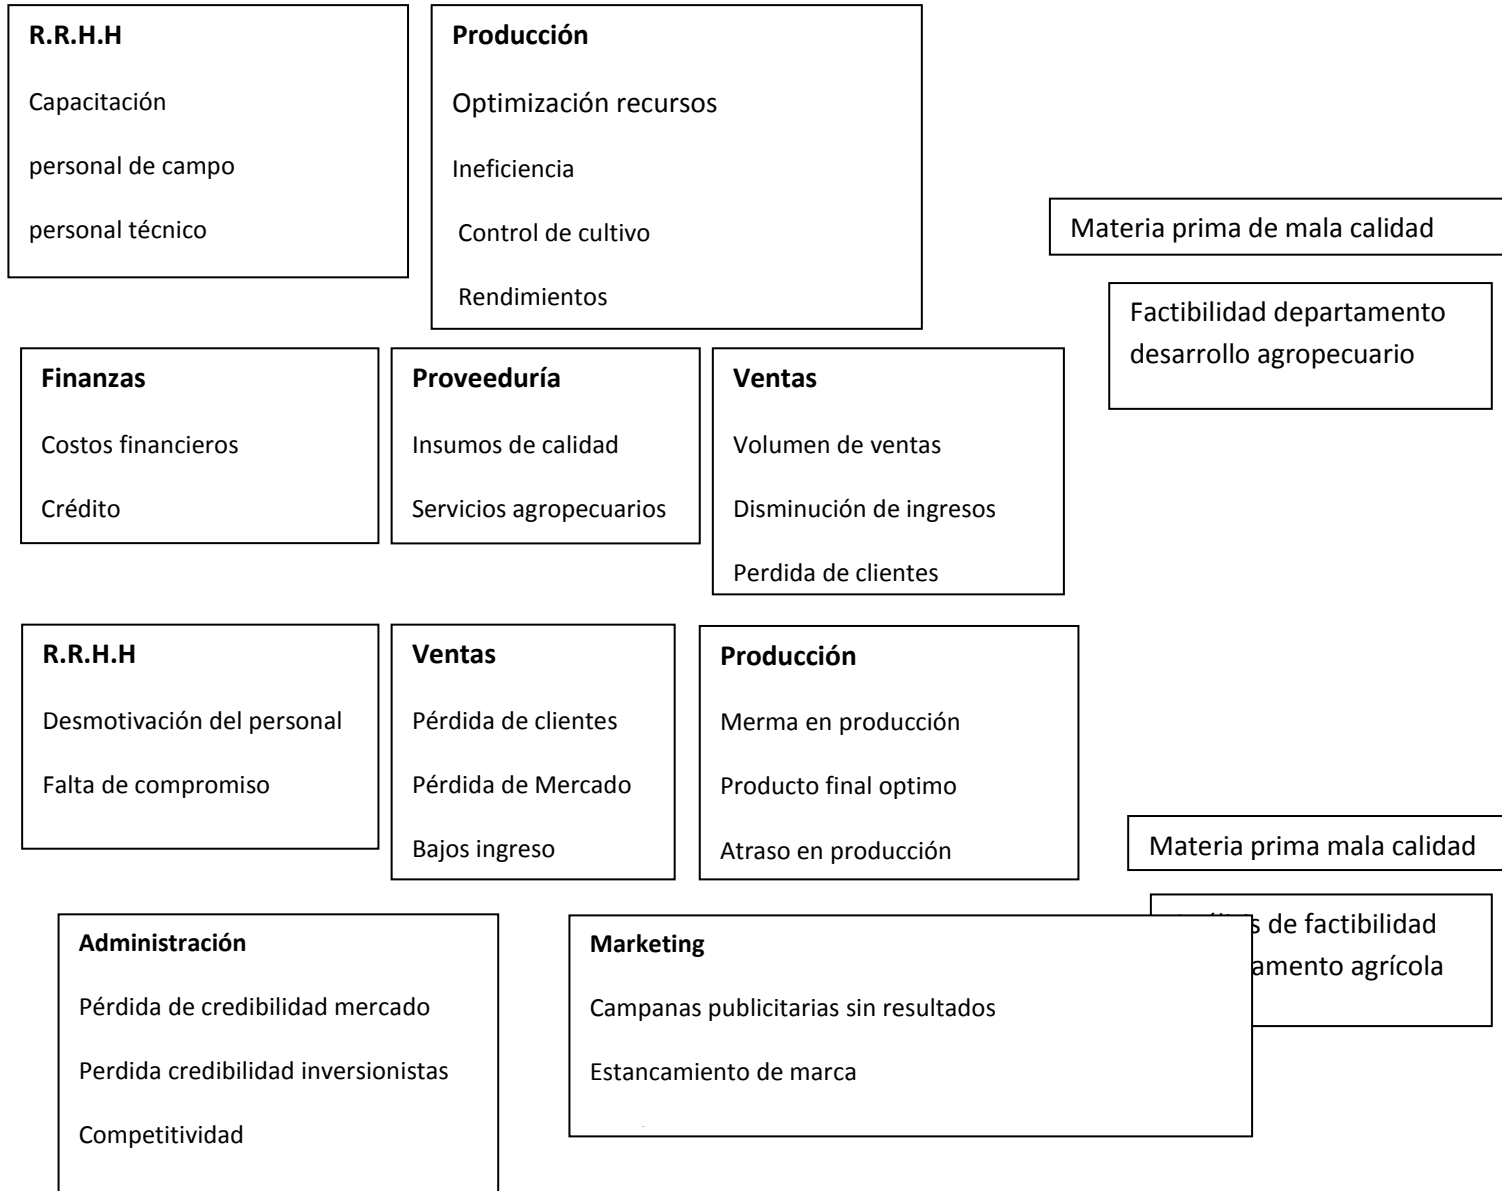 R.R.H.H
Capacitación
personal de campo
personal técnico
Producción
Optimización recursos
Ineficiencia
Control de cultivo
Rendimientos
Materia prima de mala calidad
Factibilidad departamento
desarrollo agropecuario
Finanzas
Costos financieros
Crédito
Proveeduría
Insumos de calidad
Servicios agropecuarios
Ventas
Volumen de ventas
Disminución de ingresos
Perdida de clientes
R.R.H.H
Desmotivación del personal
Falta de compromiso
Ventas
Pérdida de clientes
Pérdida de Mercado
Bajos ingreso
Producción
Merma en producción
Producto final optimo
Atraso en producción
Materia prima mala calidad
de factibilidad
agrícola
Administración
Pérdida de credibilidad mercado
Perdida credibilidad inversionistas
Competitividad
Marketing
Campanas publicitarias sin resultados
Estancamiento de marca